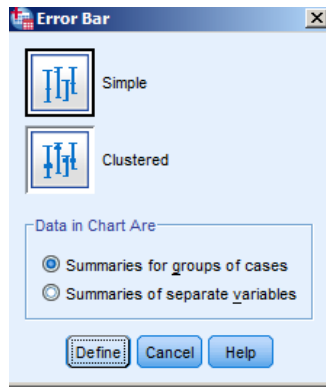 Error Bar
Simple
Clustered
Data in Chart Are
Summaries for groups of cases
Summaries of separate variables
Define Cancel Help